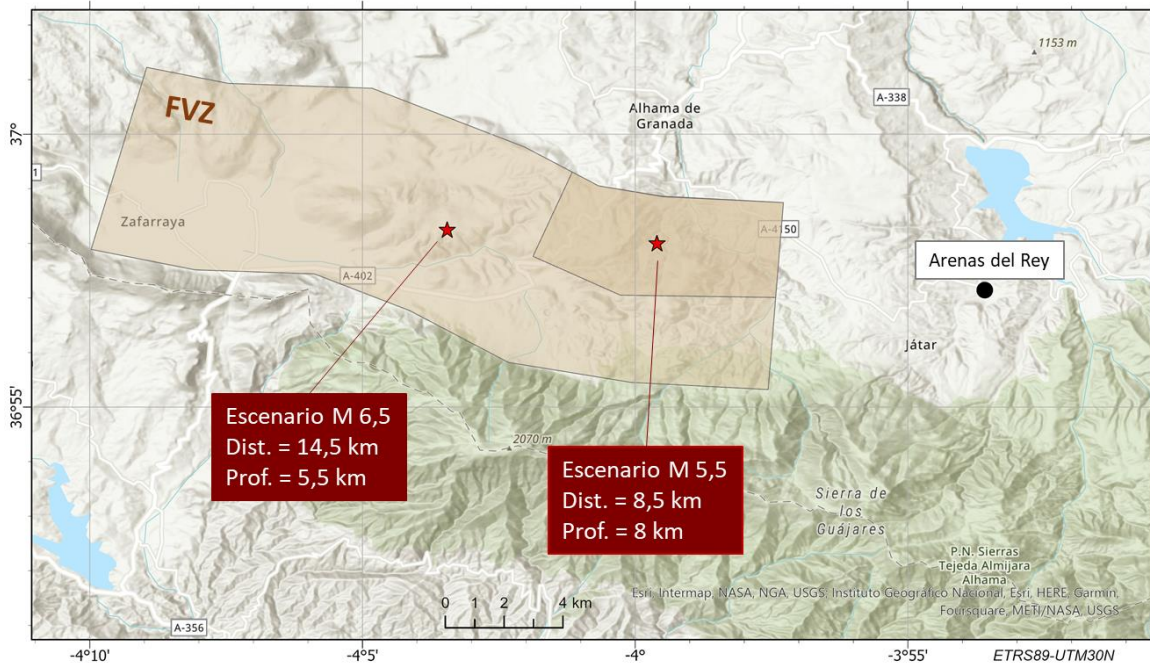 FVZ
1153 m
A-338
Alhama de
Granada
37°
1
Zafarraya
A-4150
Arenas del Rey
A-402
Játar
36°55'
Escenario M 6,5
Dist. = 14,5 km
Prof. = 5,5 km
2070 m
Escenario M 5,5
Dist. = 8,5 km
Prof. = 8 km
Sierra de
los
Guájares
P.N. Sierras
Tejeda Almijara
Alhama
Esri, Intermap, NASA, NGA, USGS, Instituto Geográfico Nacional, Esri, HERE, Garmin,
Foursquare, METI/NASA, USGS
0 1 2 4 km
A-356
-4°10' -4°5' -4° -3°55' ETRS89-UTM30N